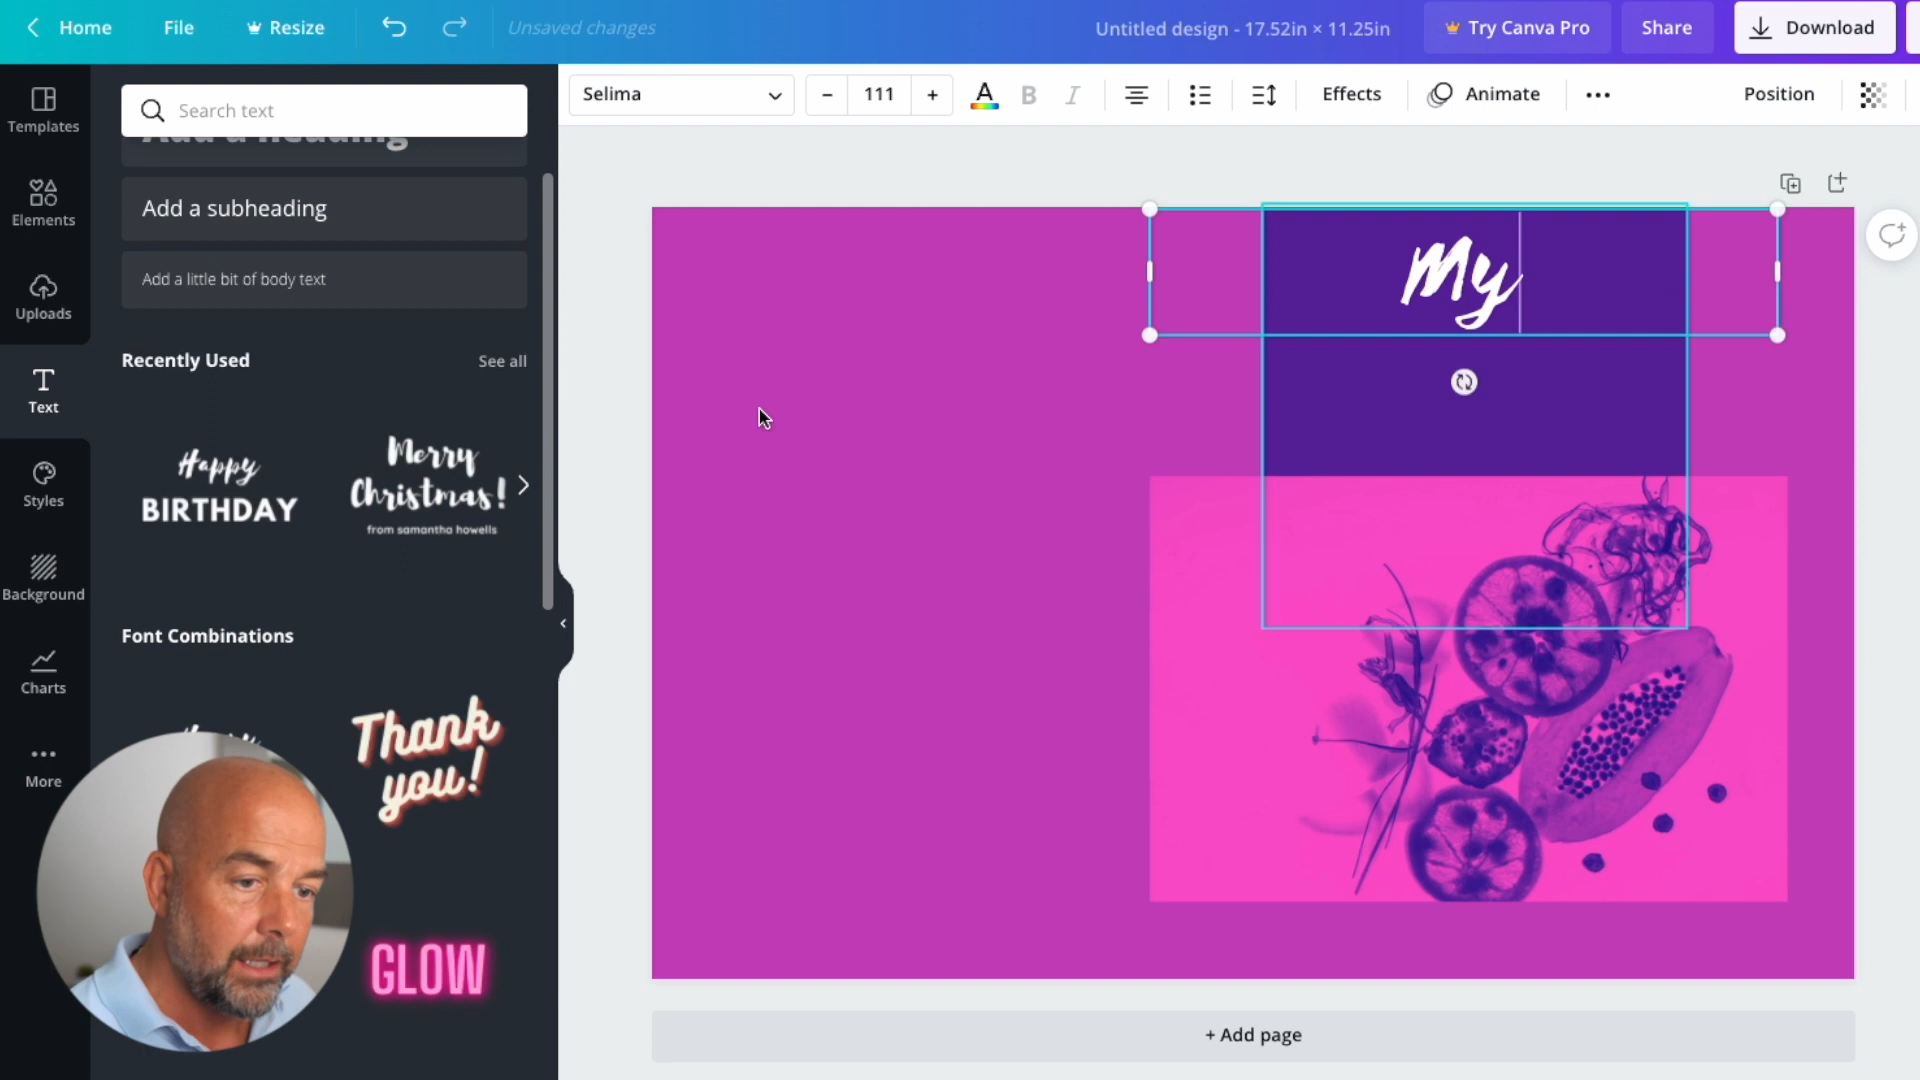 Home File Resize Unsaved changes Untitled design - 17.52in × 11.25in Try Canva Pro Share Download
Selima 111 A B I Effects Animate Position
Templates
Elements
Uploads
Text
Styles
Background
Charts
More
Search text
Add a heading
Add a subheading
Add a little bit of body text
Recently Used See all
Happy
BIRTHDAY
Merry
Christmas!
from samantha howells
Font Combinations
Thank
you!
GLOW
My
+ Add page